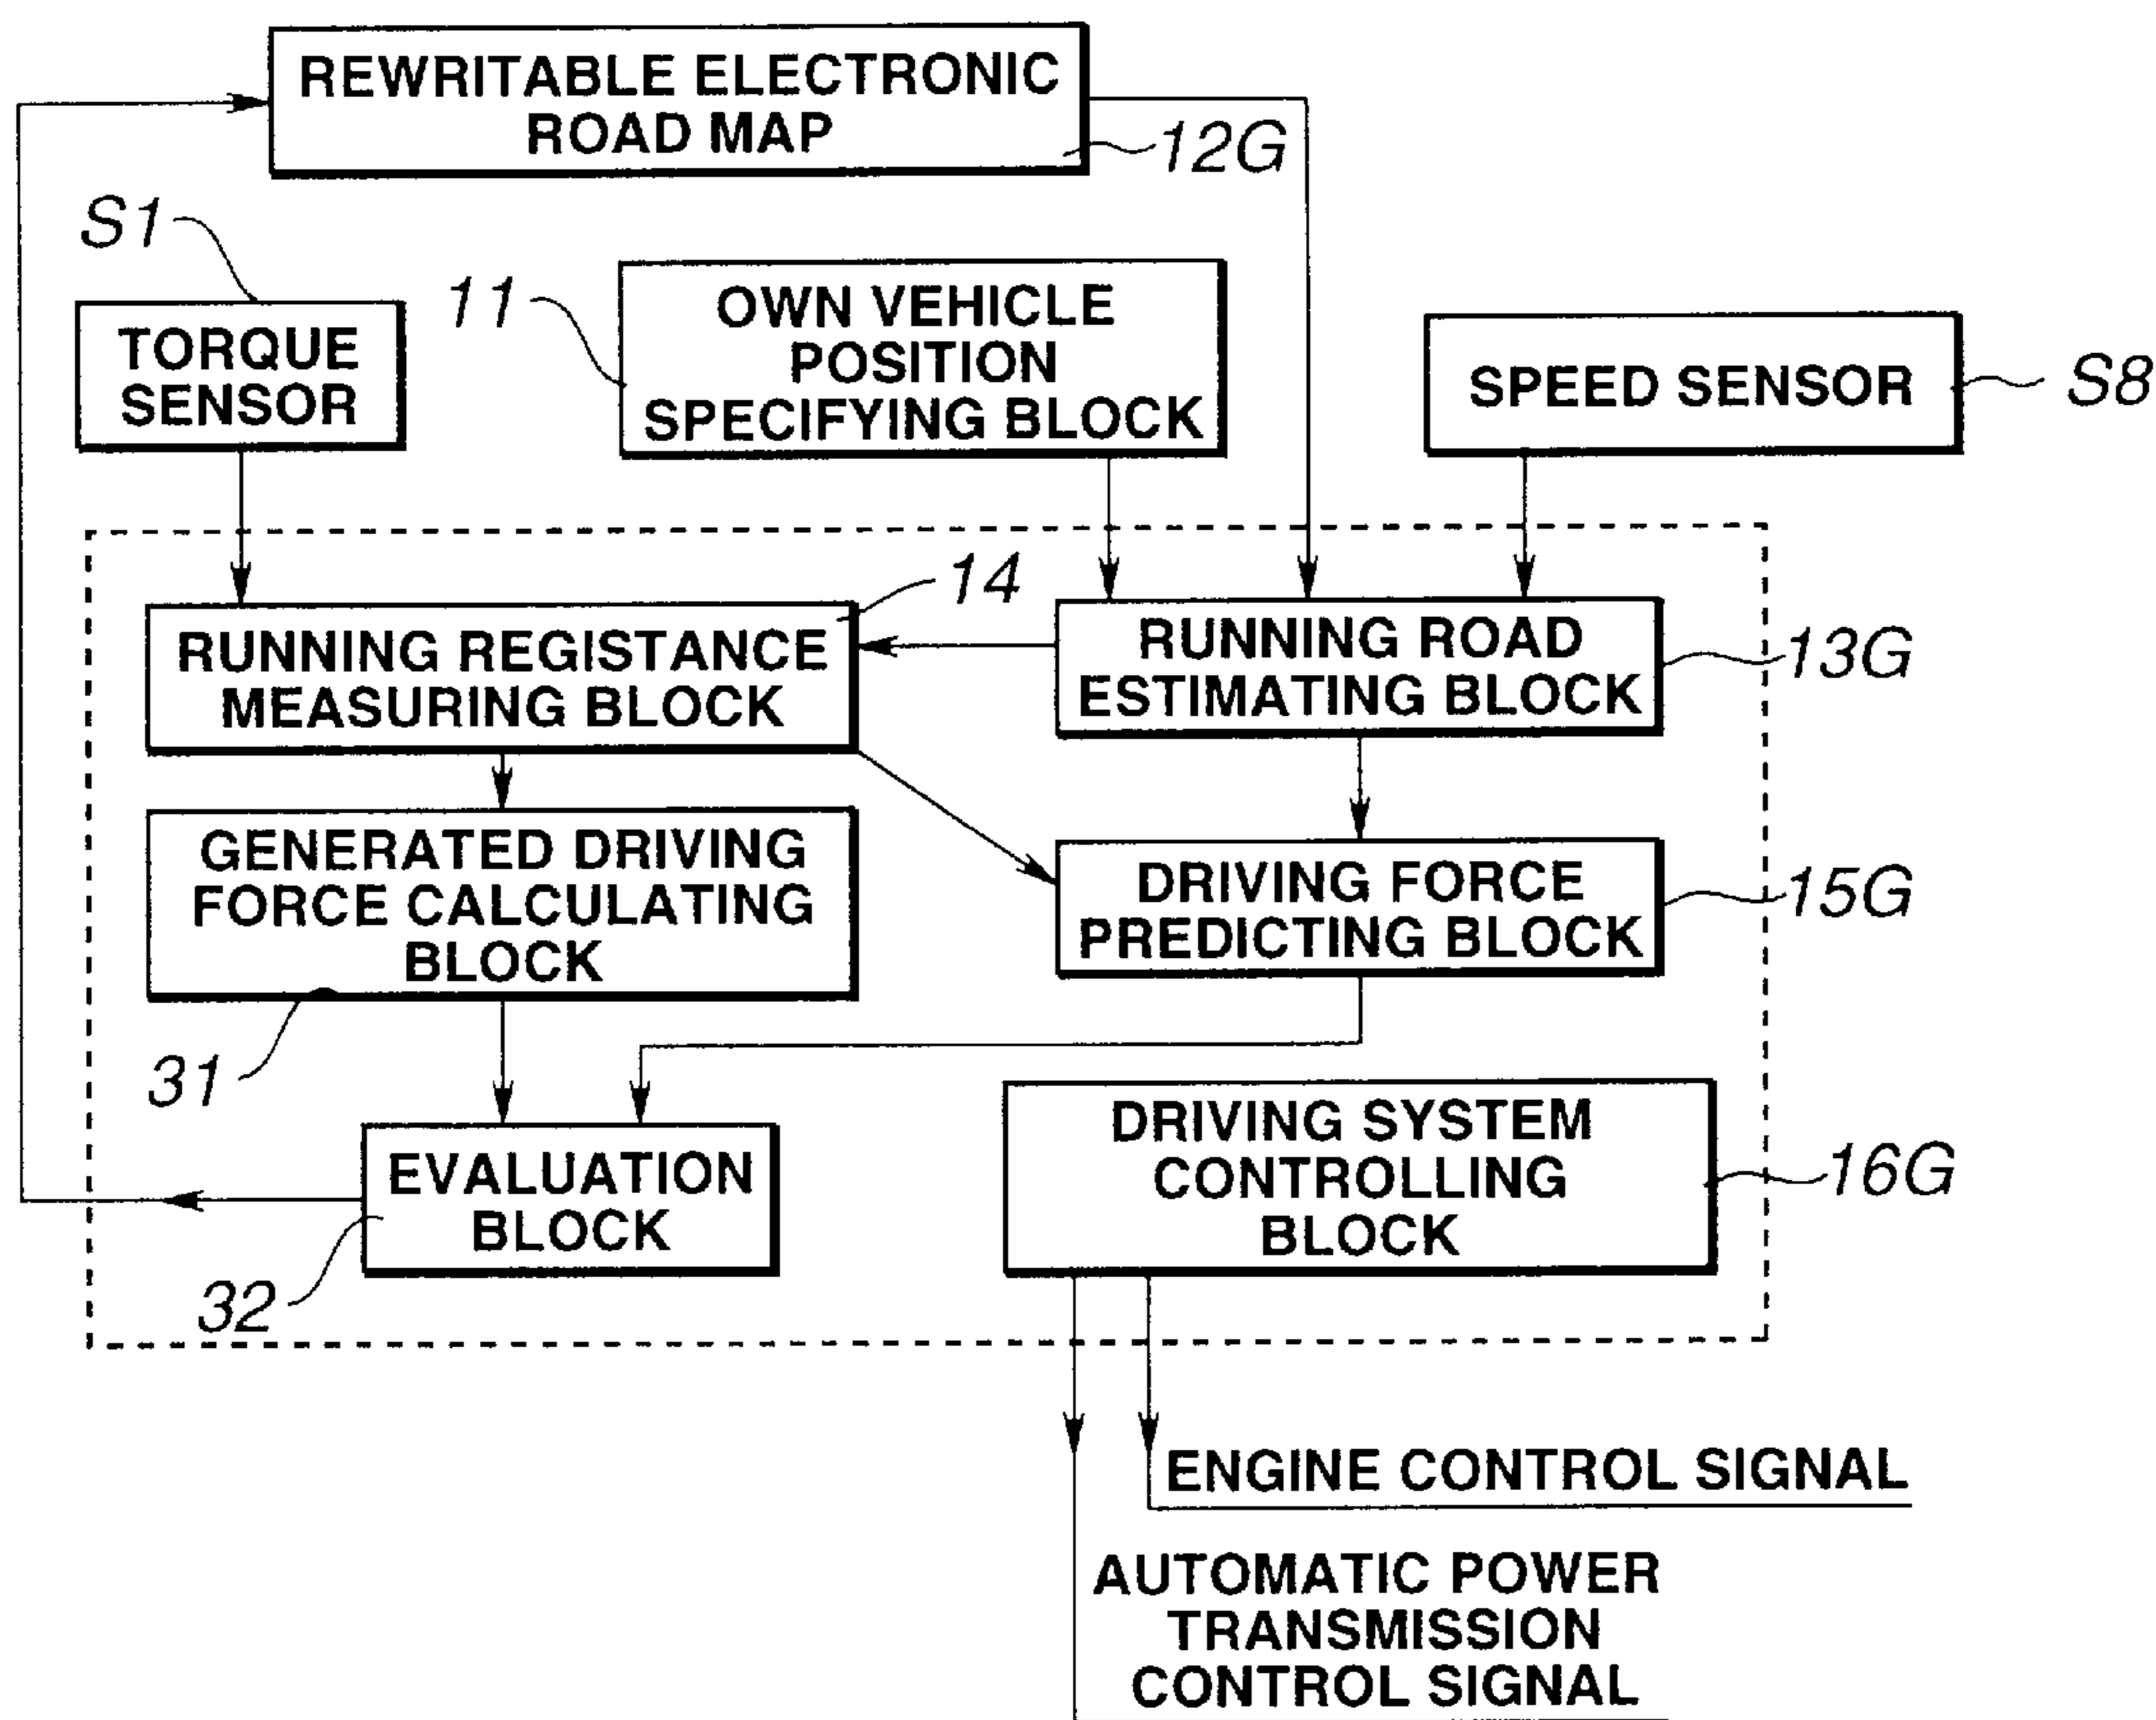 REWRITABLE ELECTRONIC
ROAD MAP
12G
S1
TORQUE
SENSOR
11
OWN VEHICLE
POSITION
SPECIFYING BLOCK
SPEED SENSOR
S8
14
RUNNING REGISTANCE
MEASURING BLOCK
RUNNING ROAD
ESTIMATING BLOCK
13G
GENERATED DRIVING
FORCE CALCULATING
BLOCK
31
DRIVING FORCE
PREDICTING BLOCK
15G
EVALUATION
BLOCK
32
DRIVING SYSTEM
CONTROLLING
BLOCK
16G
ENGINE CONTROL SIGNAL
AUTOMATIC POWER
TRANSMISSION
CONTROL SIGNAL